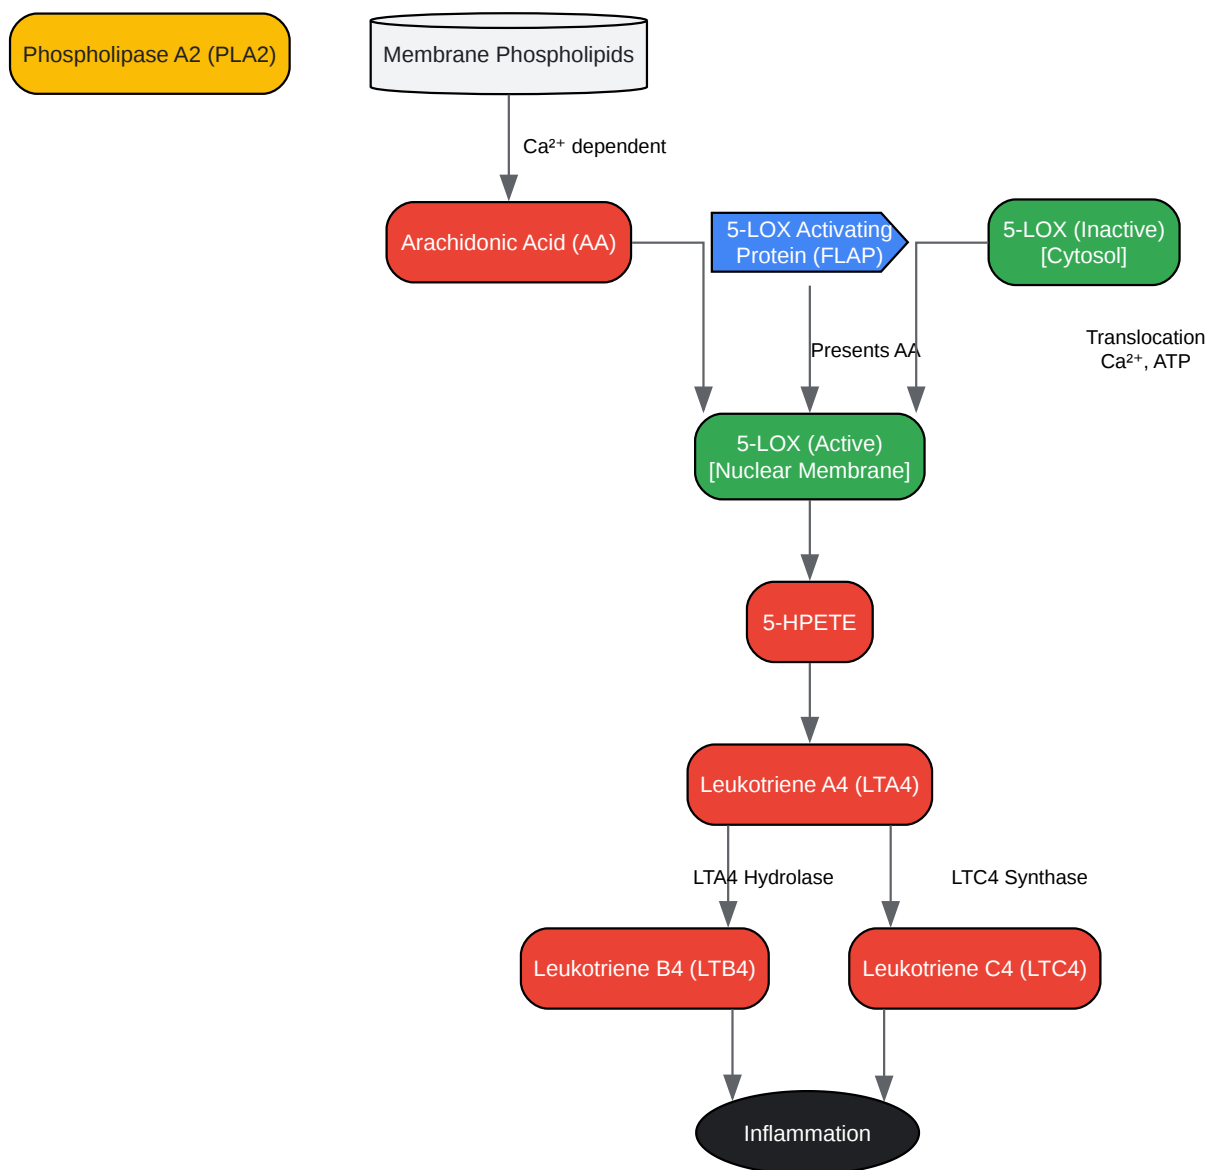 Phospholipase A2 (PLA2)
Membrane Phospholipids
Ca²⁺ dependent
Arachidonic Acid (AA)
5-LOX Activating
Protein (FLAP)
5-LOX (Inactive)
[Cytosol]
Presents AA
Translocation
Ca²⁺, ATP
5-LOX (Active)
[Nuclear Membrane]
5-HPETE
Leukotriene A4 (LTA4)
LTA4 Hydrolase
LTC4 Synthase
Leukotriene B4 (LTB4)
Leukotriene C4 (LTC4)
Inflammation